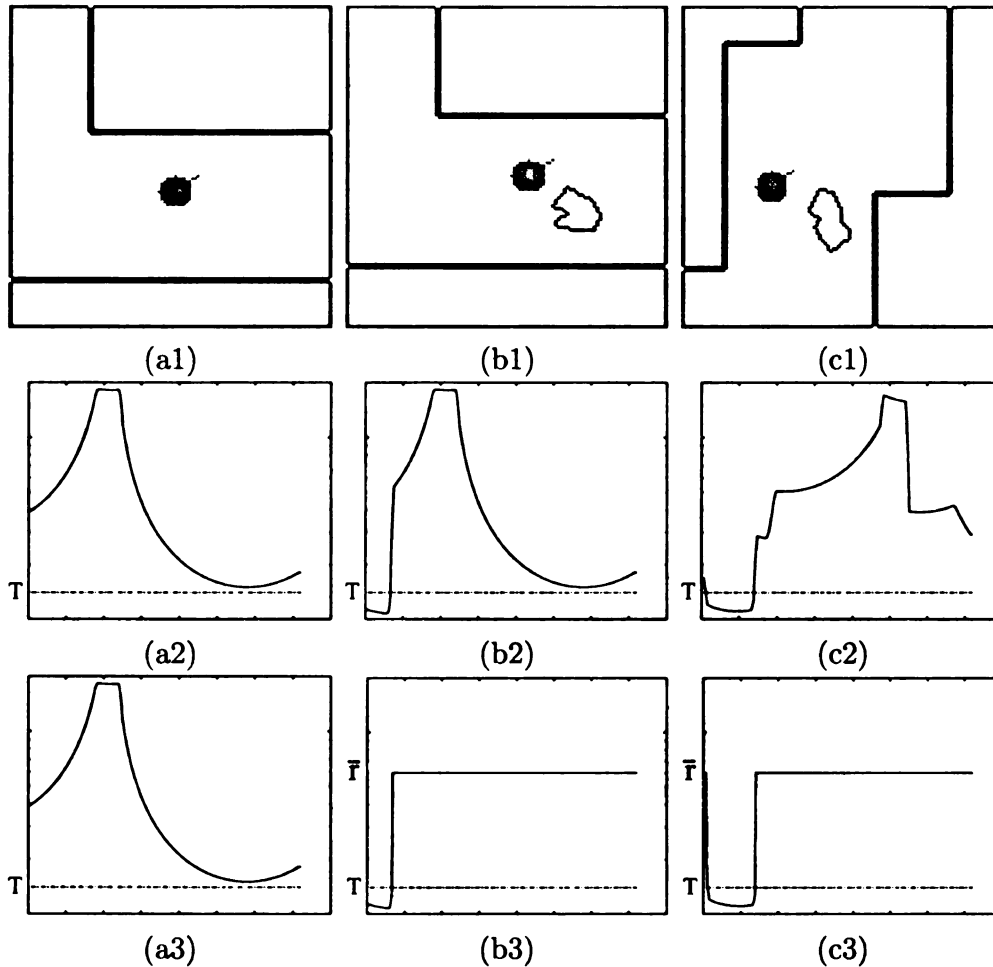 (a1) (b1) (c1)
T T T
(a2) (b2) (c2)
r̄ r̄
T T T
(a3) (b3) (c3)